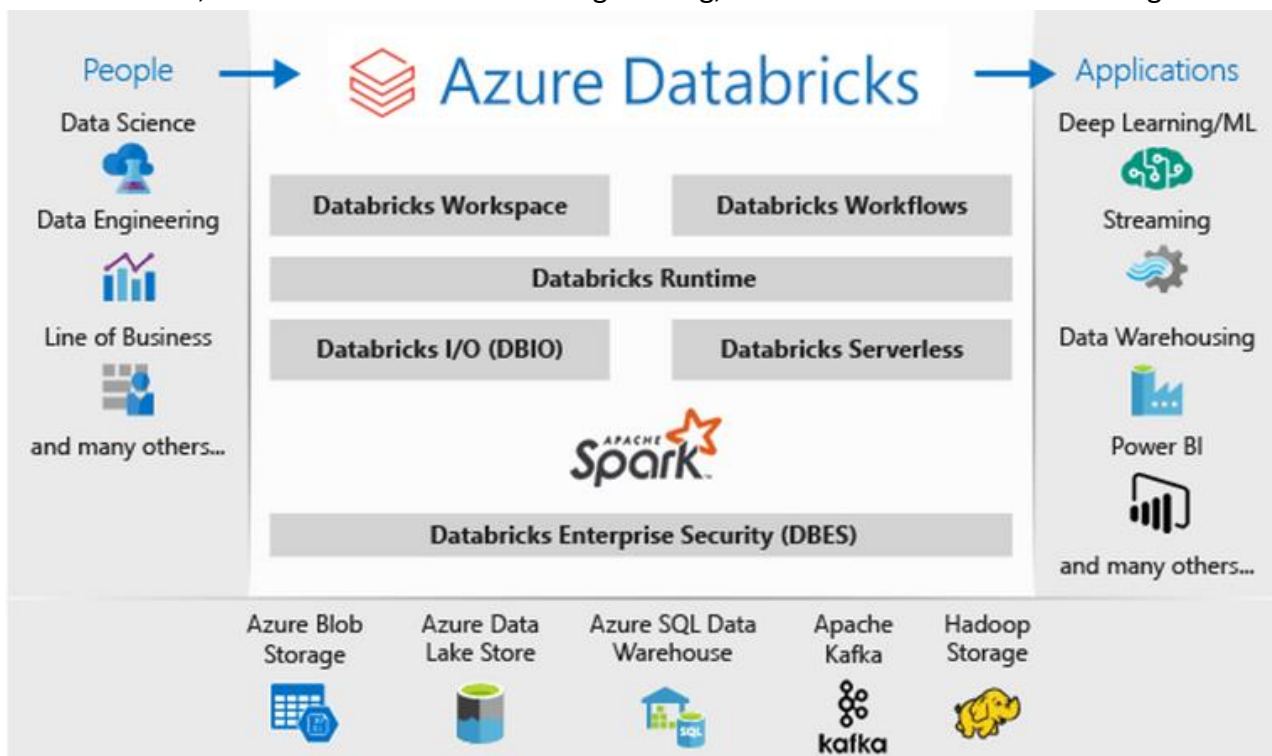 People
Azure Databricks
Applications
Data Science
Data Engineering
Line of Business
and many others...
Databricks Workspace
Databricks Workflows
Databricks Runtime
Databricks I/O (DBIO)
Databricks Serverless
APACHE
Spark™
Databricks Enterprise Security (DBES)
Deep Learning/ML
Streaming
Data Warehousing
Power BI
and many others...
Azure Blob
Storage
Azure Data
Lake Store
Azure SQL Data
Warehouse
SQL
Apache
Kafka
kafka
Hadoop
Storage